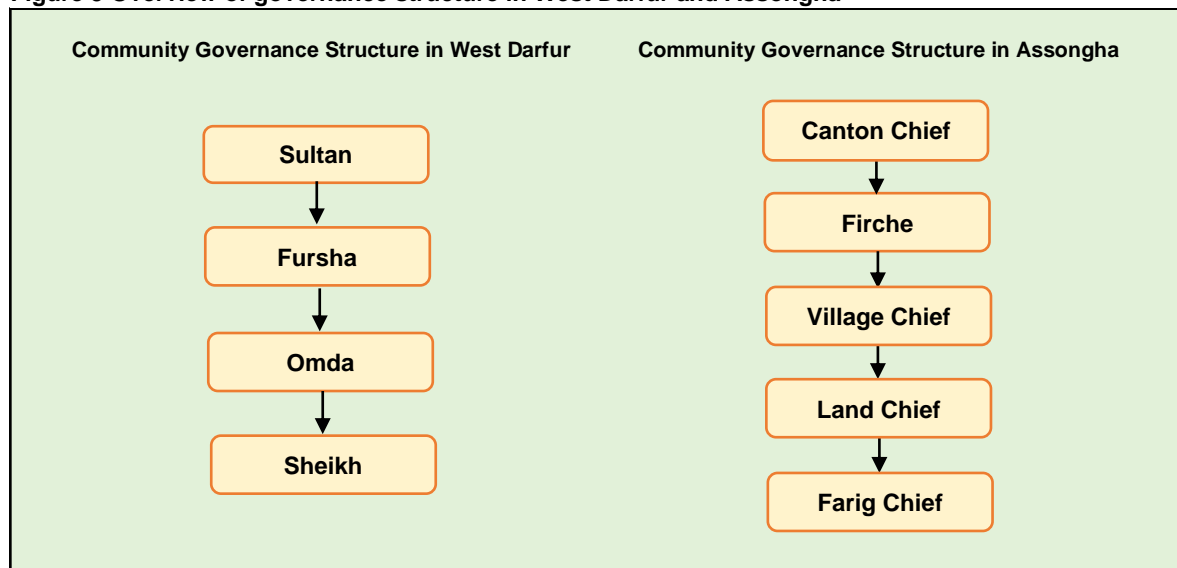 Community Governance Structure in West Darfur
Sultan
Fursha
Omda
Sheikh
Community Governance Structure in Assongha
Canton Chief
Firche
Village Chief
Land Chief
Farig Chief